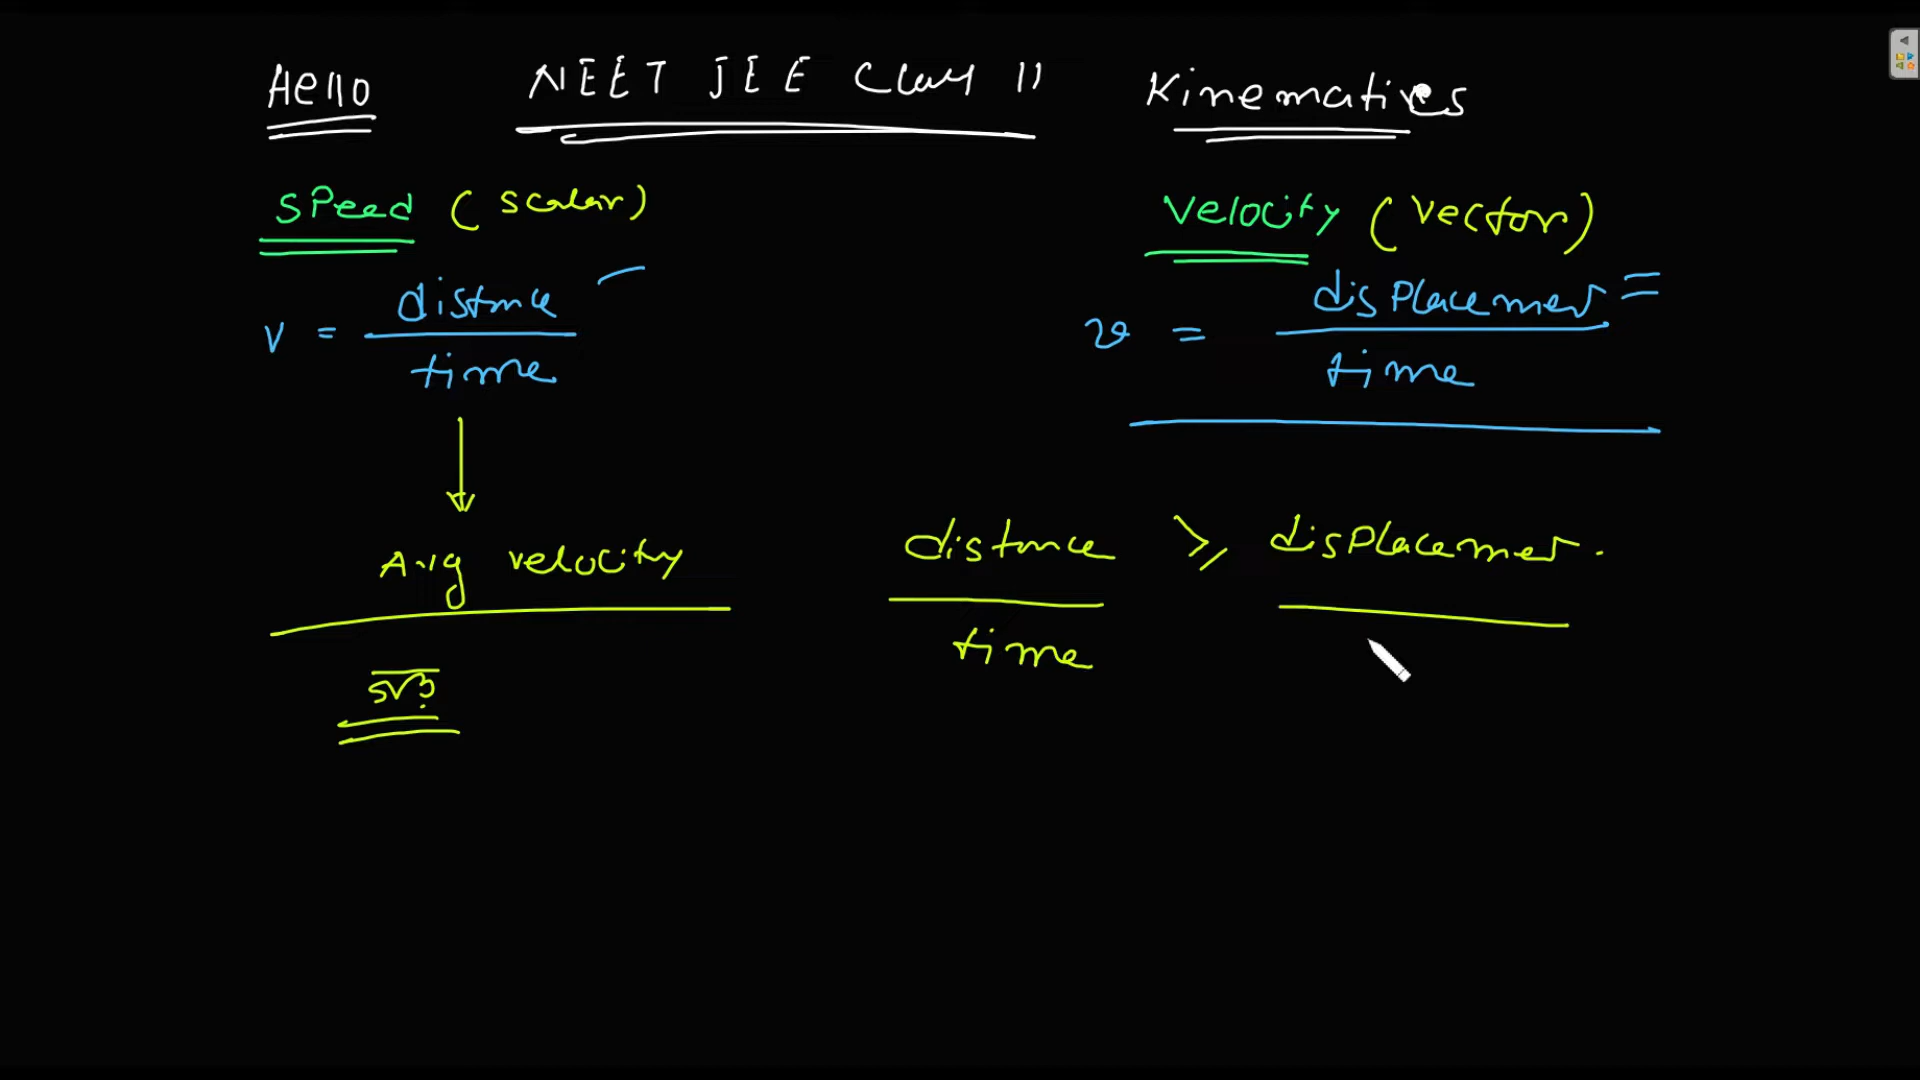 Hello NEET JEE Class 11 Kinematics
speed (scalar)
velocity (vector)
v = distance / time
v = displacement / time
Avg velocity
distance ≥ displacement
time